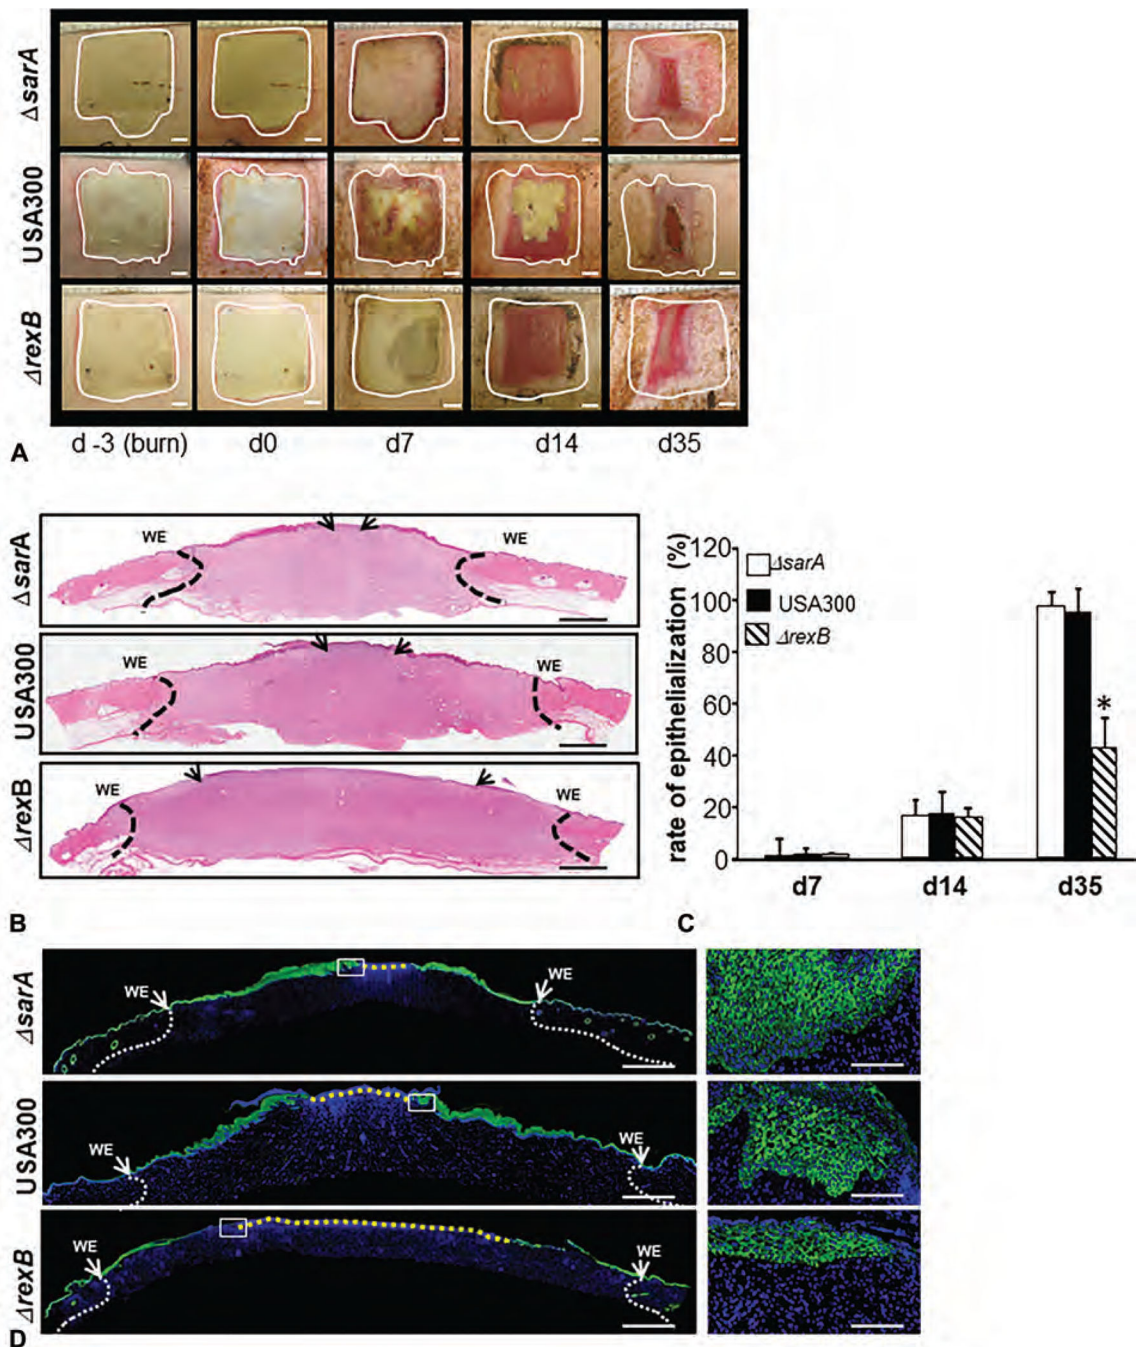 ΔsarA
USA300
ΔrexB
d -3 (burn) d0 d7 d14 d35
A
ΔsarA
WE WE
USA300
WE WE
ΔrexB
WE WE
B
rate of epithelialization (%)
120
100
80
60
40
20
0
ΔsarA
USA300
ΔrexB
*
d7 d14 d35
C
ΔsarA
WE WE
USA300
WE WE
ΔrexB
WE WE
D